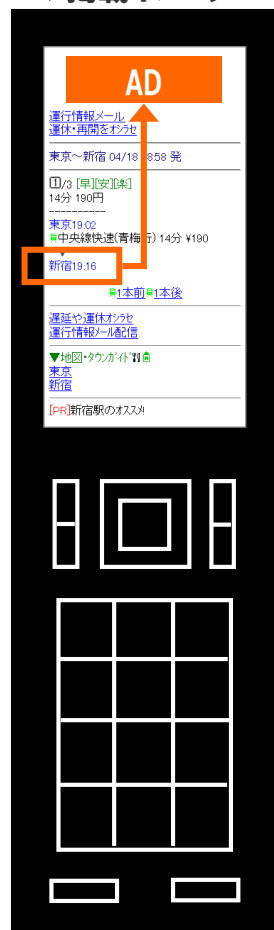 AD
運行情報メール
運休・再開をオシラセ
東京～新宿 04/18 18:58 発
1/3 [早][安][楽]
14分 190円
----------
東京19:02
中央線快速(青梅行) 14分 ¥190
新宿19:16
1本前 1本後
遅延や運休オシラセ
運行情報メール配信
▼地図・タウンガイド
東京
新宿
[PR]新宿駅のオススメ!